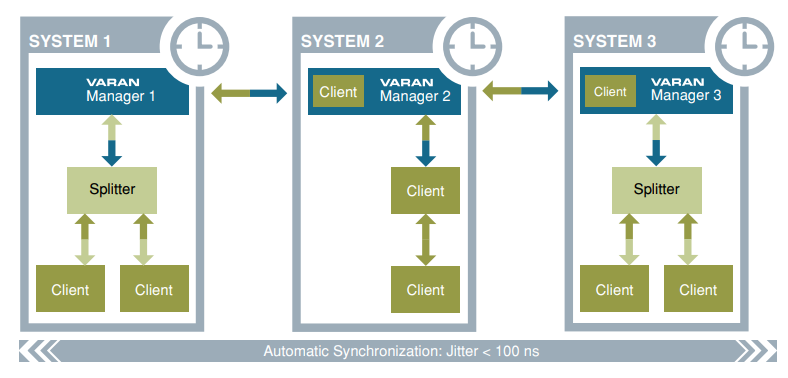 SYSTEM 1
VARAN
Manager 1
Splitter
Client
Client
SYSTEM 2
Client
VARAN
Manager 2
Client
Client
SYSTEM 3
Client
VARAN
Manager 3
Splitter
Client
Client
Automatic Synchronization: Jitter < 100 ns